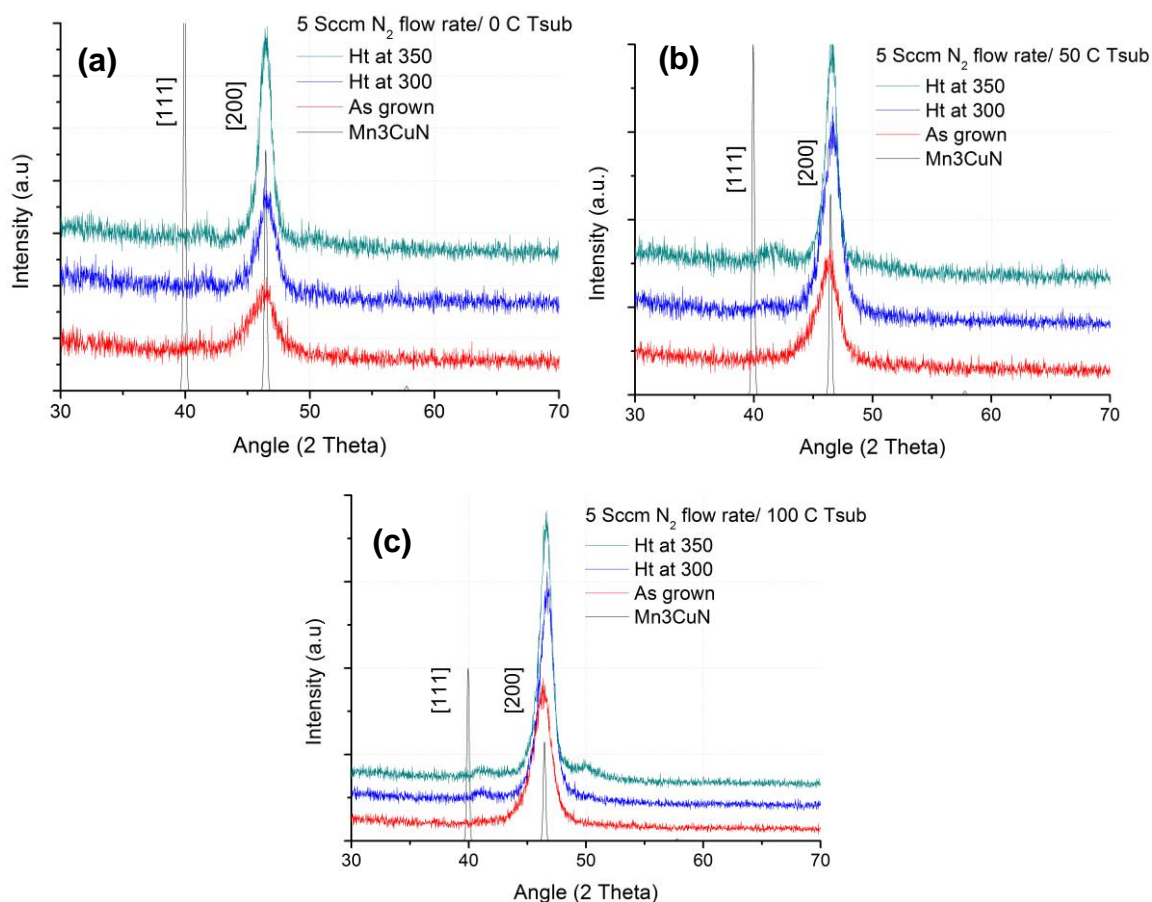 (a)
5 Sccm N₂ flow rate/ 0 C Tsub
Ht at 350
Ht at 300
As grown
Mn3CuN
[111]
[200]
Intensity (a.u)
30 40 50 60 70
Angle (2 Theta)
(b)
5 Sccm N₂ flow rate/ 50 C Tsub
Ht at 350
Ht at 300
As grown
Mn3CuN
[111]
[200]
Intensity (a.u.)
30 40 50 60 70
Angle (2 Theta)
(c)
5 Sccm N₂ flow rate/ 100 C Tsub
Ht at 350
Ht at 300
As grown
Mn3CuN
[111]
[200]
Intensity (a.u)
30 40 50 60 70
Angle (2 Theta)